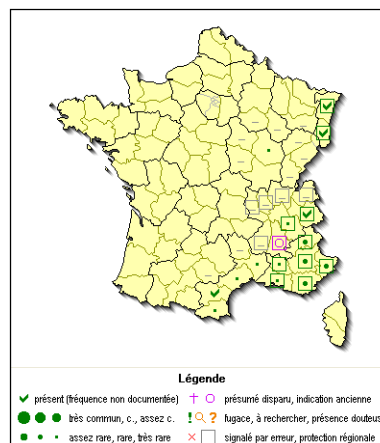 Légende
présent (fréquence non documentée) présumé disparu, indication ancienne
très commun, c., assez c. fugace, à rechercher, présence douteus
assez rare, rare, très rare signalé par erreur, protection régionale